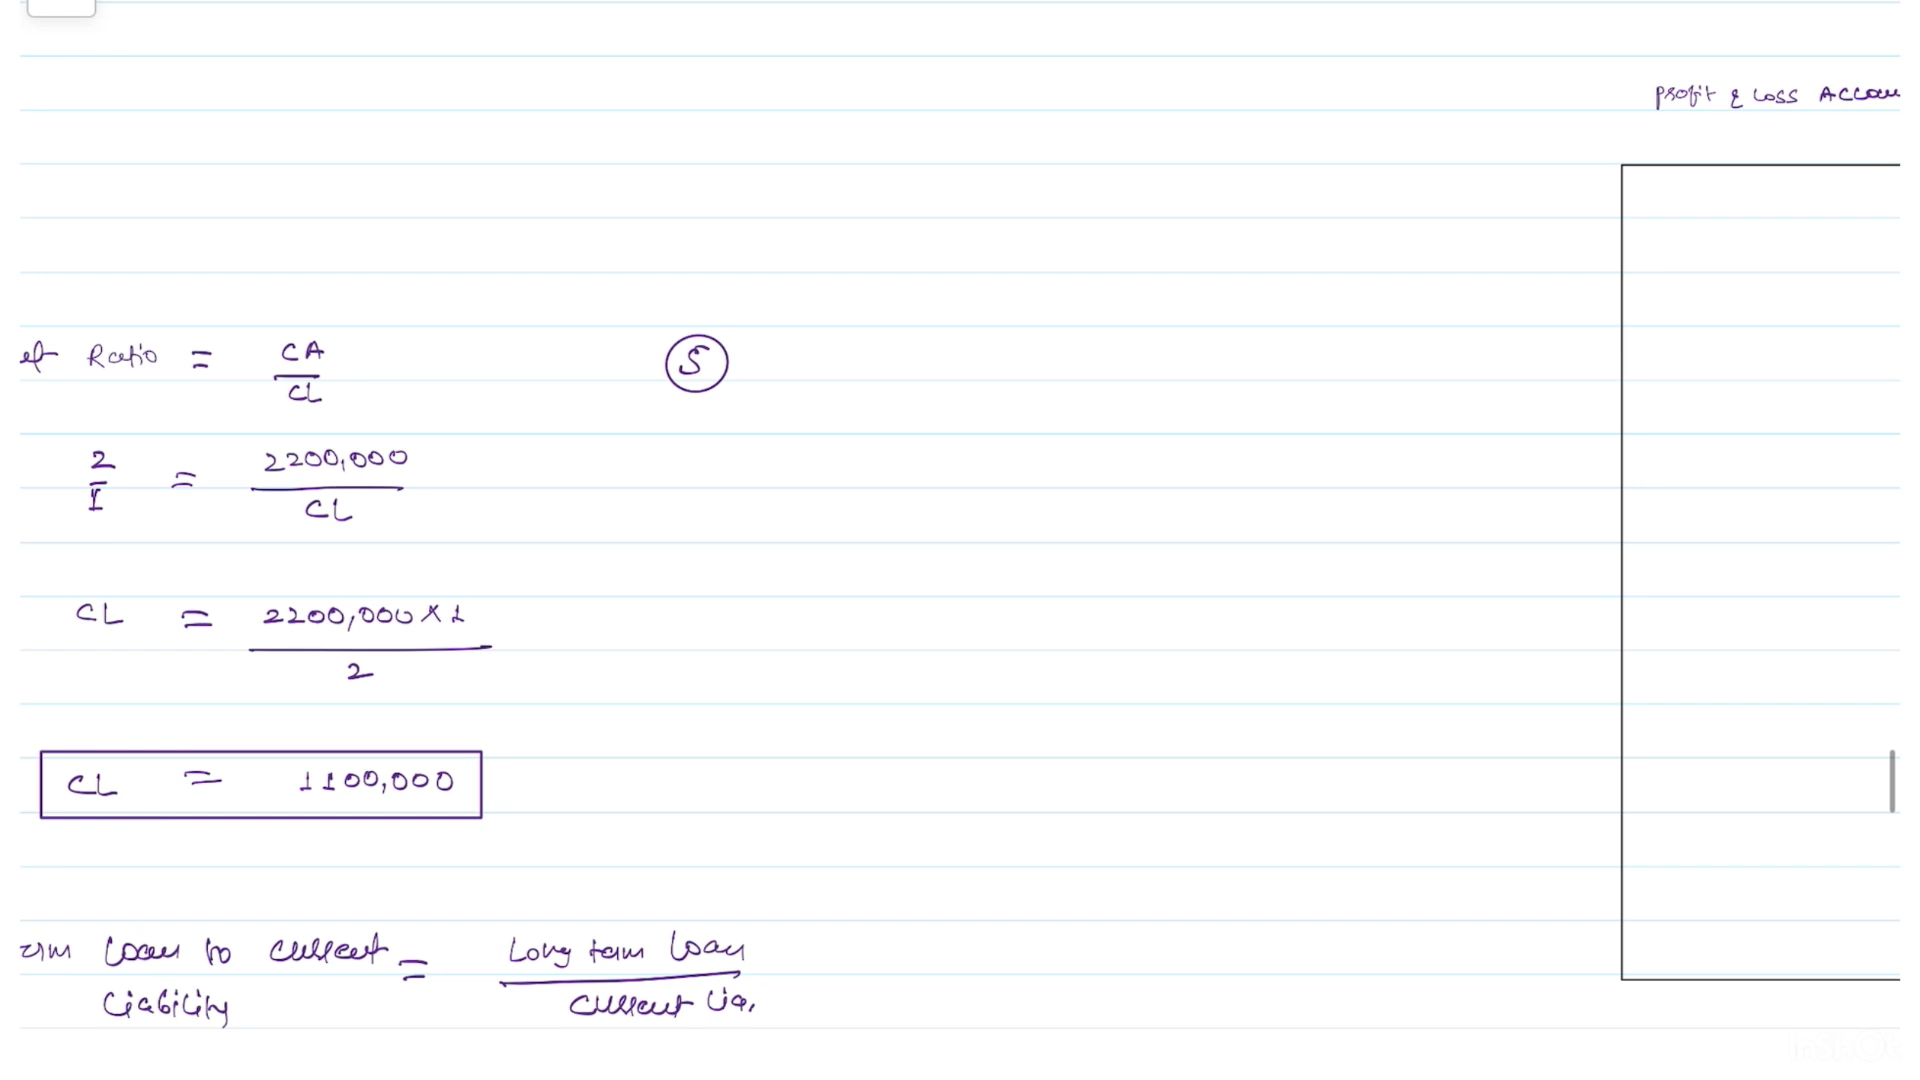 Profit & Loss Accou
Ratio = CA
CL
5
2
1
= 2200,000
CL
CL = 2200,000 × 1
2
CL = 1100,000
Loan to current = Long term Loan
Liability
current Lia.